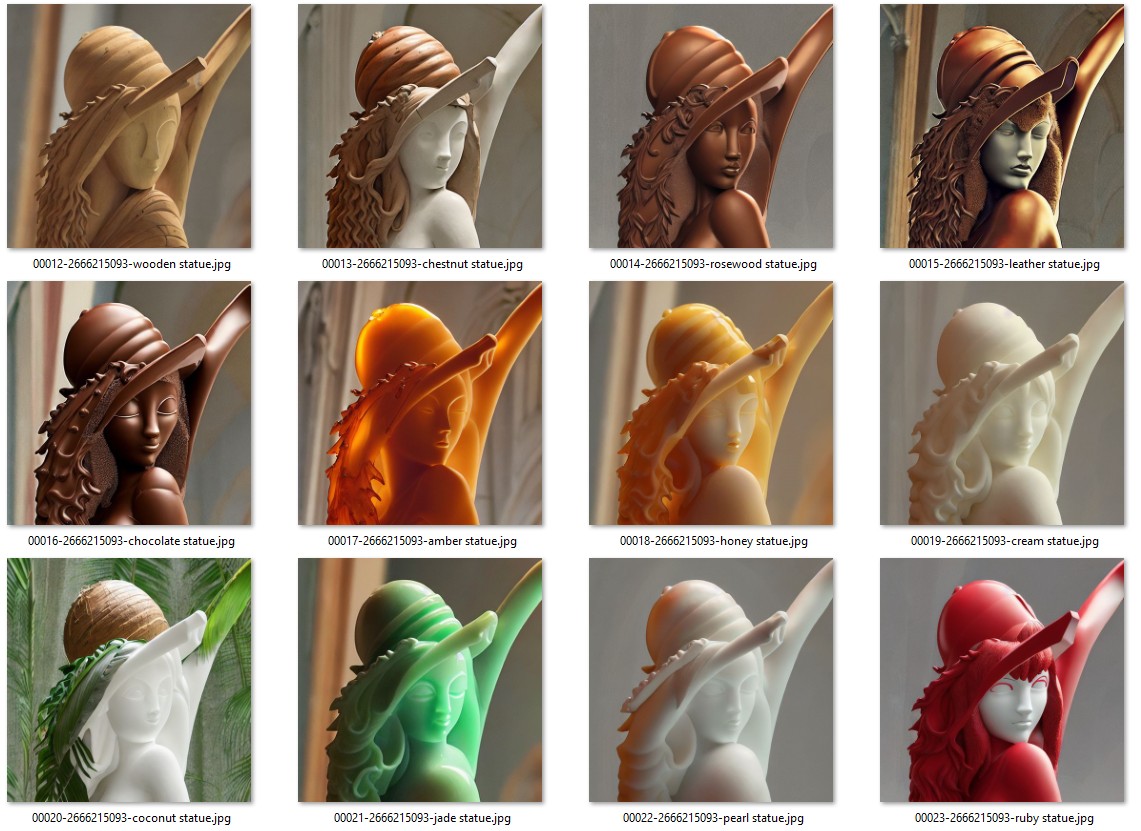 00012-2666215093-wooden statue.jpg
00013-2666215093-chestnut statue.jpg
00014-2666215093-rosewood statue.jpg
00015-2666215093-leather statue.jpg
00016-2666215093-chocolate statue.jpg
00017-2666215093-amber statue.jpg
00018-2666215093-honey statue.jpg
00019-2666215093-cream statue.jpg
00020-2666215093-coconut statue.jpg
00021-2666215093-jade statue.jpg
00022-2666215093-pearl statue.jpg
00023-2666215093-ruby statue.jpg